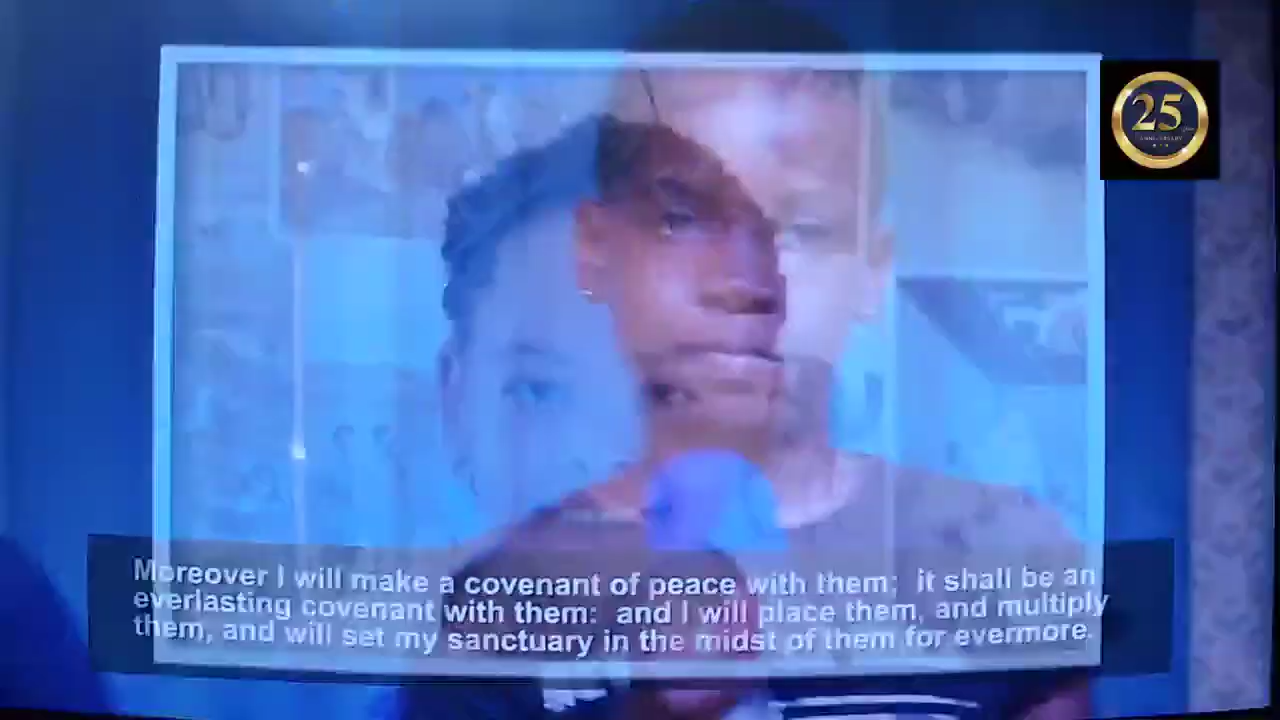 25
ANNIVERSARY
Moreover I will make a covenant of peace with them; it shall be an
everlasting covenant with them: and I will place them, and multiply
them, and will set my sanctuary in the midst of them for evermore.